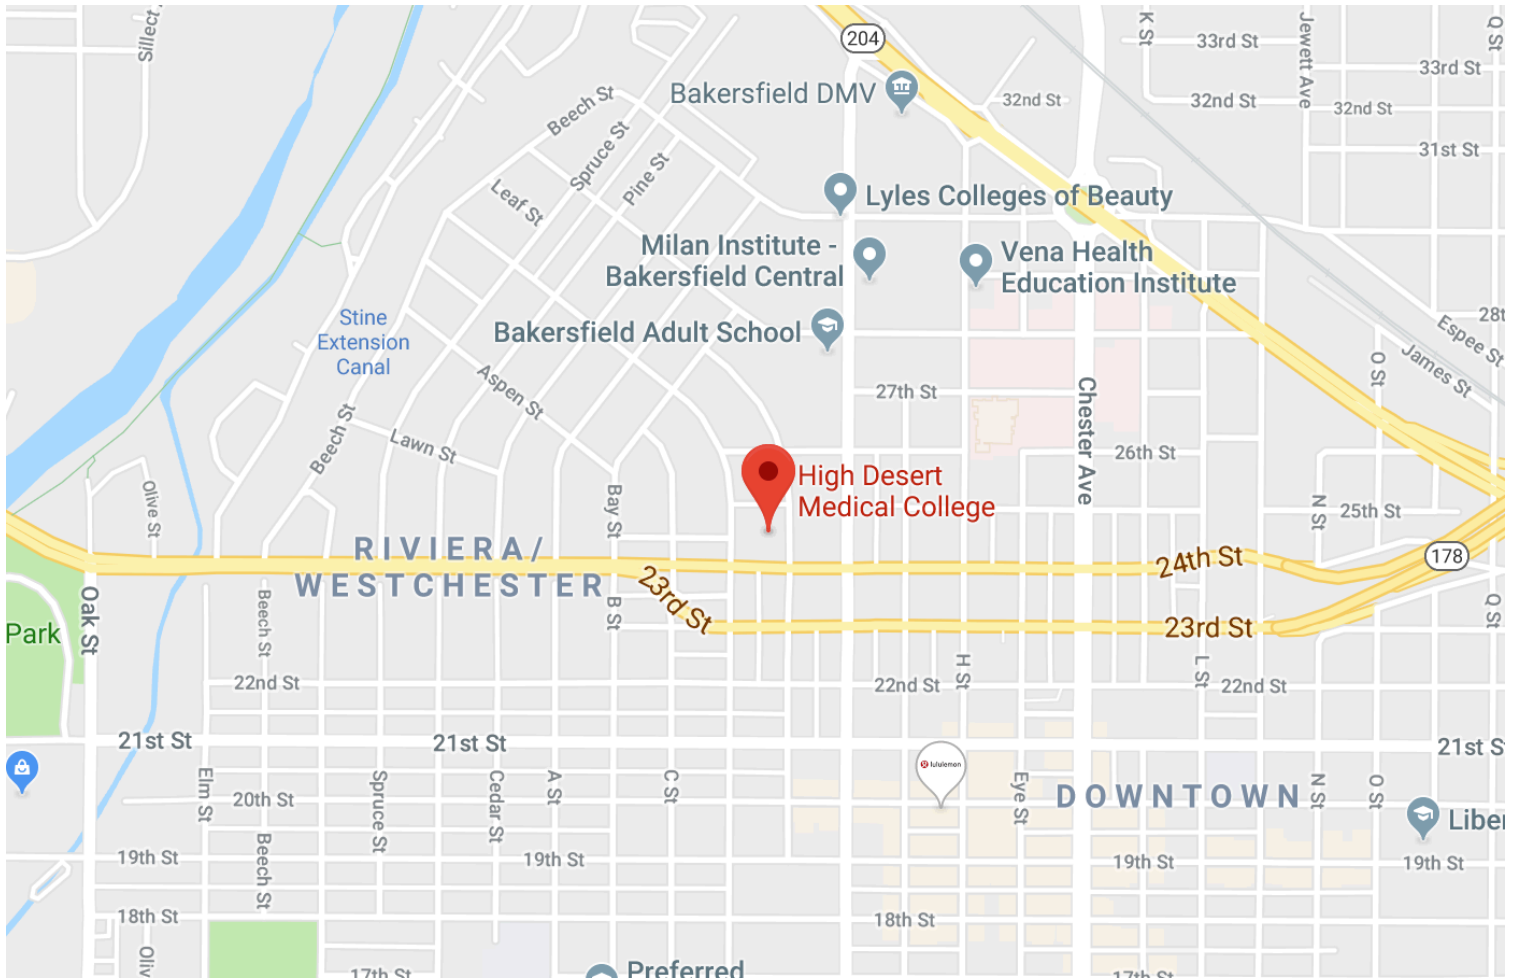 Sillect
204
K St
33rd St
Jewett Ave
Q St
33rd St
Bakersfield DMV
32nd St
32nd St
32nd St
Beech St
Spruce St
Pine St
31st St
Leaf St
Lyles Colleges of Beauty
Milan Institute -
Bakersfield Central
Vena Health
Education Institute
Stine
Extension
Canal
Bakersfield Adult School
28t
Espee St
James St
O St
Aspen St
27th St
Chester Ave
Beech St
Lawn St
26th St
High Desert
Medical College
Olive St
Bay St
N St
25th St
RIVIERA/
WESTCHESTER
24th St
178
23rd St
Oak St
Beech St
B St
Q St
Park
23rd St
H St
L St
22nd St
22nd St
22nd St
21st St
21st St
21st S
lululemon
Elm St
Spruce St
Cedar St
A St
C St
Eye St
DOWNTOWN
N St
O St
20th St
Liber
Beech St
19th St
19th St
19th St
19th St
18th St
18th St
Oliv
17th St
Preferred
17th St